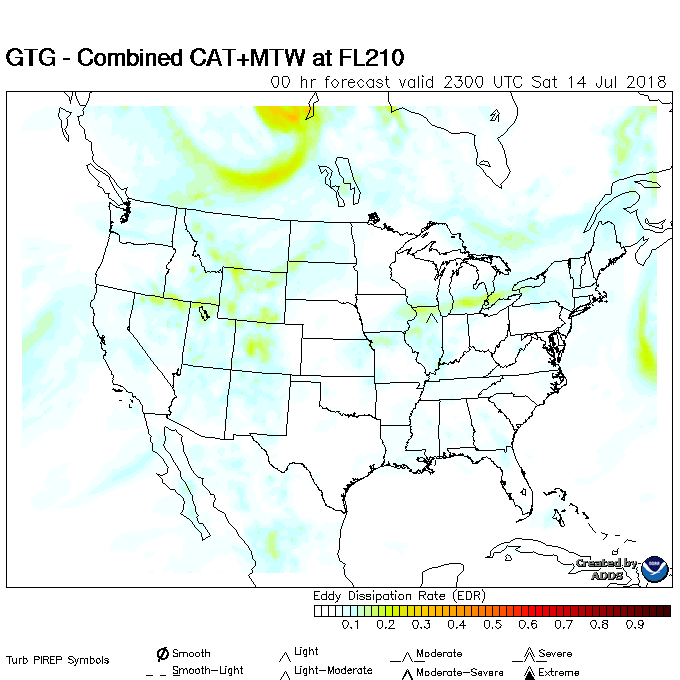 GTG - Combined CAT+MTW at FL210
00 hr forecast valid 2300 UTC Sat 14 Jul 2018
Created by
ADDS
Eddy Dissipation Rate (EDR)
0.1 0.2 0.3 0.4 0.5 0.6 0.7 0.8 0.9
Turb PIREP Symbols
Smooth Light Moderate Severe
Smooth-Light Light-Moderate Moderate-Severe Extreme